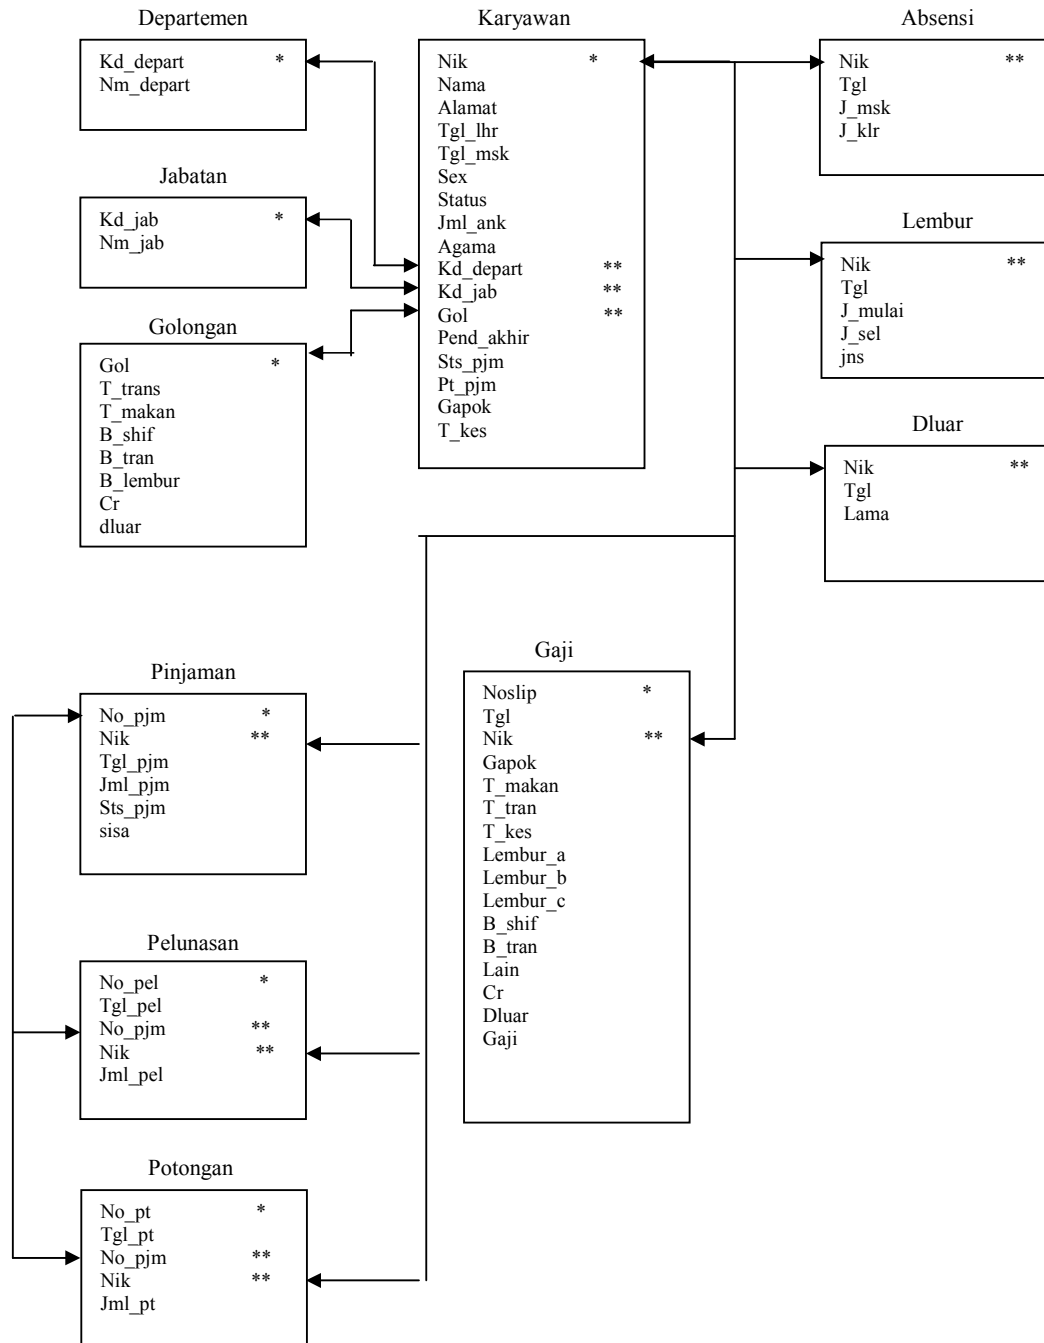 Departemen
Kd_depart *
Nm_depart
Jabatan
Kd_jab *
Nm_jab
Golongan
Gol *
T_trans
T_makan
B_shif
B_tran
B_lembur
Cr
dluar
Karyawan
Nik *
Nama
Alamat
Tgl_lhr
Tgl_msk
Sex
Status
Jml_ank
Agama
Kd_depart **
Kd_jab **
Gol **
Pend_akhir
Sts_pjm
Pt_pjm
Gapok
T_kes
Absensi
Nik **
Tgl
J_msk
J_klr
Lembur
Nik **
Tgl
J_mulai
J_sel
jns
Dluar
Nik **
Tgl
Lama
Pinjaman
No_pjm *
Nik **
Tgl_pjm
Jml_pjm
Sts_pjm
sisa
Pelunasan
No_pel *
Tgl_pel
No_pjm **
Nik **
Jml_pel
Potongan
No_pt *
Tgl_pt
No_pjm **
Nik **
Jml_pt
Gaji
Noslip *
Tgl
Nik **
Gapok
T_makan
T_tran
T_kes
Lembur_a
Lembur_b
Lembur_c
B_shif
B_tran
Lain
Cr
Dluar
Gaji